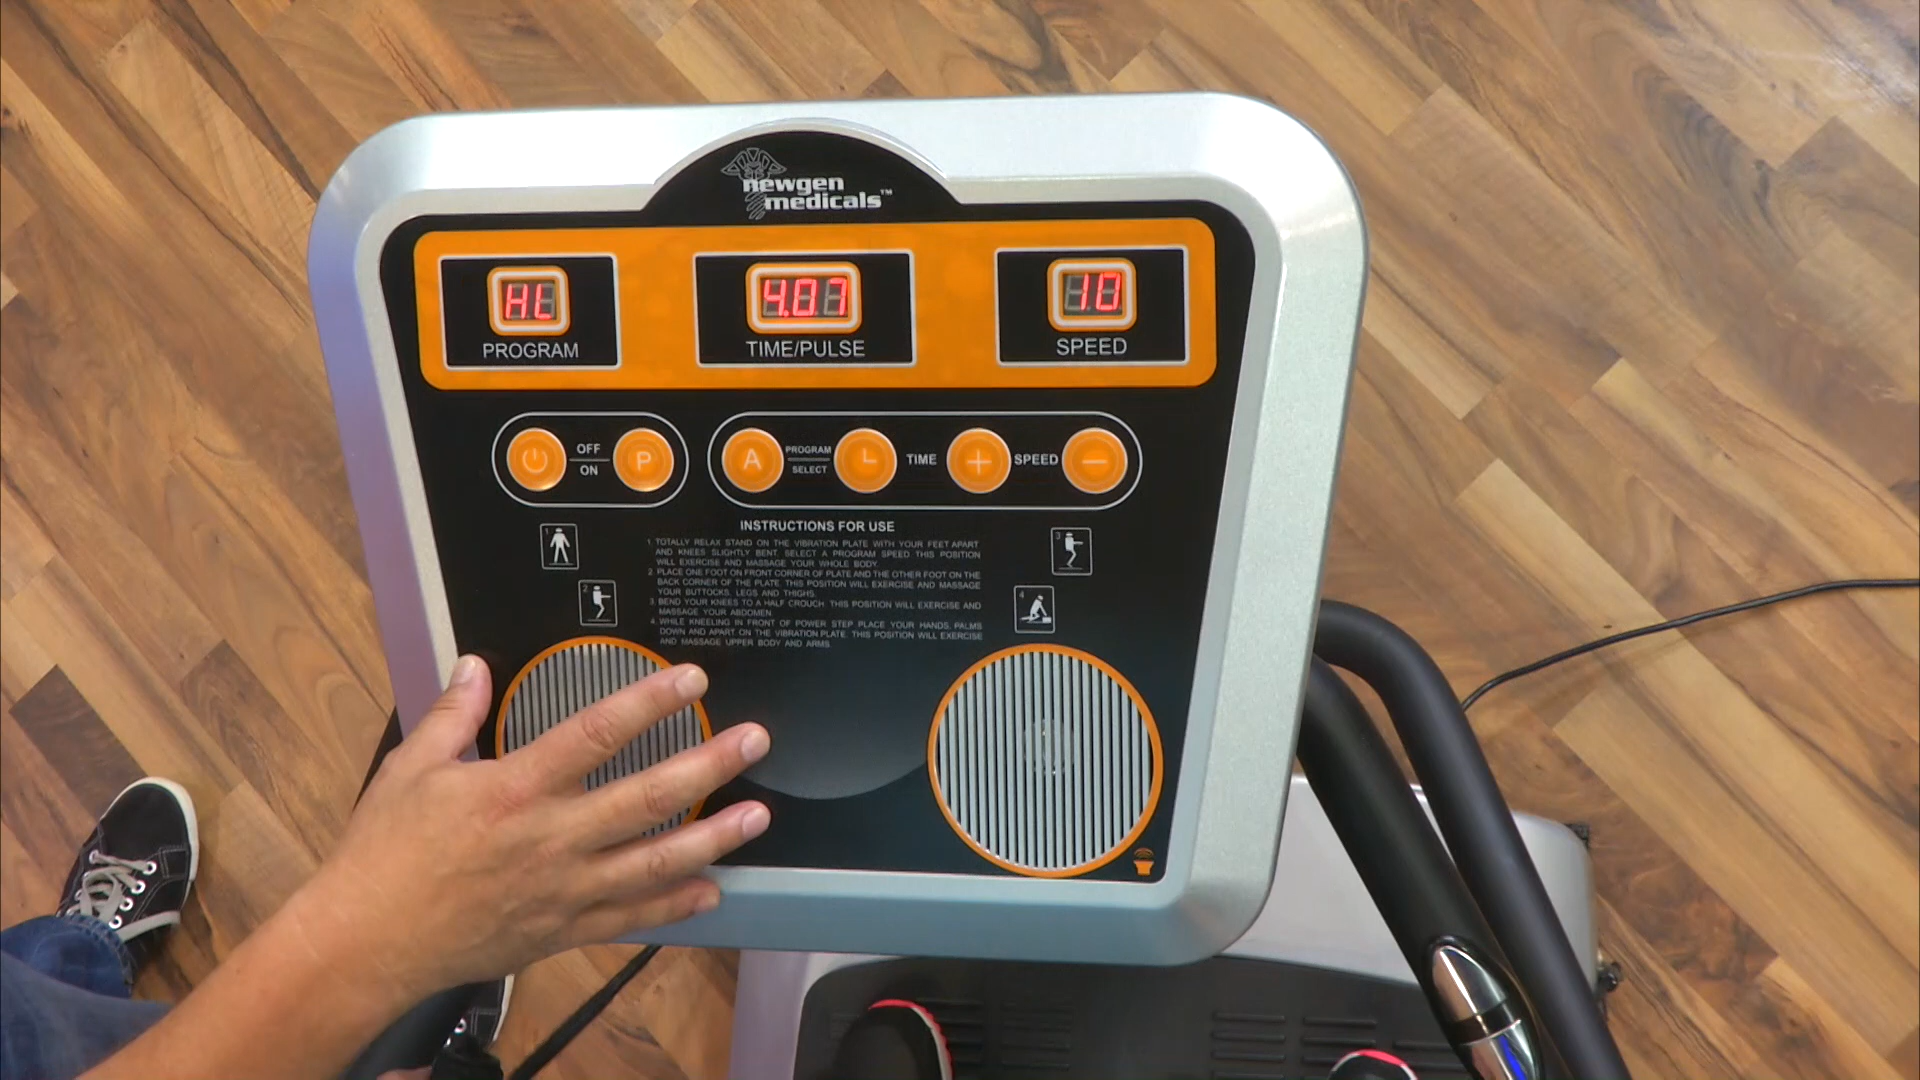 newgen
medicals™
HL
4.07
10
PROGRAM
TIME/PULSE
SPEED
OFF
ON
P
A
PROGRAM
SELECT
TIME
+
SPEED
−
INSTRUCTIONS FOR USE
1. TOTALLY RELAX STAND ON THE VIBRATION PLATE WITH YOUR FEET APART
AND KNEES SLIGHTLY BENT. SELECT A PROGRAM SPEED THIS POSITION
WILL EXERCISE AND MASSAGE YOUR WHOLE BODY.
2. PLACE ONE FOOT ON FRONT CORNER OF PLATE AND THE OTHER FOOT ON THE
BACK CORNER OF THE PLATE. THIS POSITION WILL EXERCISE AND MASSAGE
YOUR BUTTOCKS, LEGS AND THIGHS.
3. BEND YOUR KNEES TO A HALF CROUCH. THIS POSITION WILL EXERCISE AND
MASSAGE YOUR ABDOMEN.
4. WHILE KNEELING IN FRONT OF POWER STEP PLACE YOUR HANDS, PALMS
DOWN AND APART ON THE VIBRATION PLATE. THIS POSITION WILL EXERCISE
AND MASSAGE UPPER BODY AND ARMS.
1
2
3
4